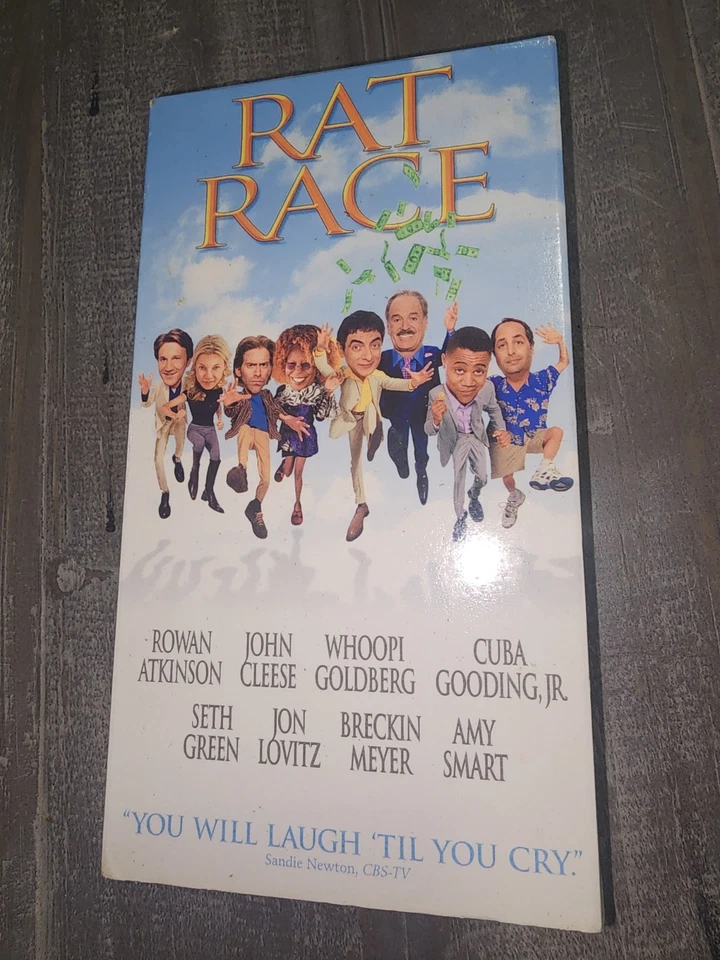 RAT
RACE
ROWAN JOHN WHOOPI CUBA
ATKINSON CLEESE GOLDBERG GOODING, JR.
SETH JON BRECKIN AMY
GREEN LOVITZ MEYER SMART
"YOU WILL LAUGH 'TIL YOU CRY."
Sandie Newton, CBS-TV